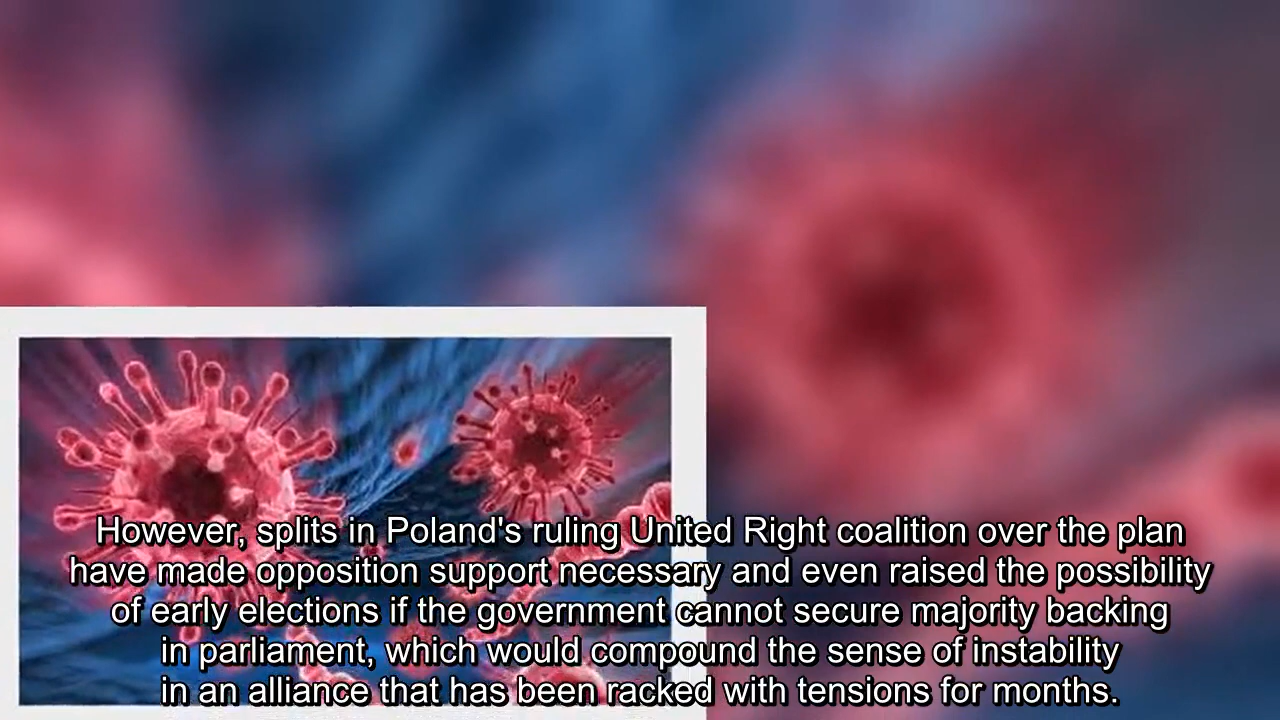 However, splits in Poland's ruling United Right coalition over the plan
have made opposition support necessary and even raised the possibility
of early elections if the government cannot secure majority backing
in parliament, which would compound the sense of instability
in an alliance that has been racked with tensions for months.